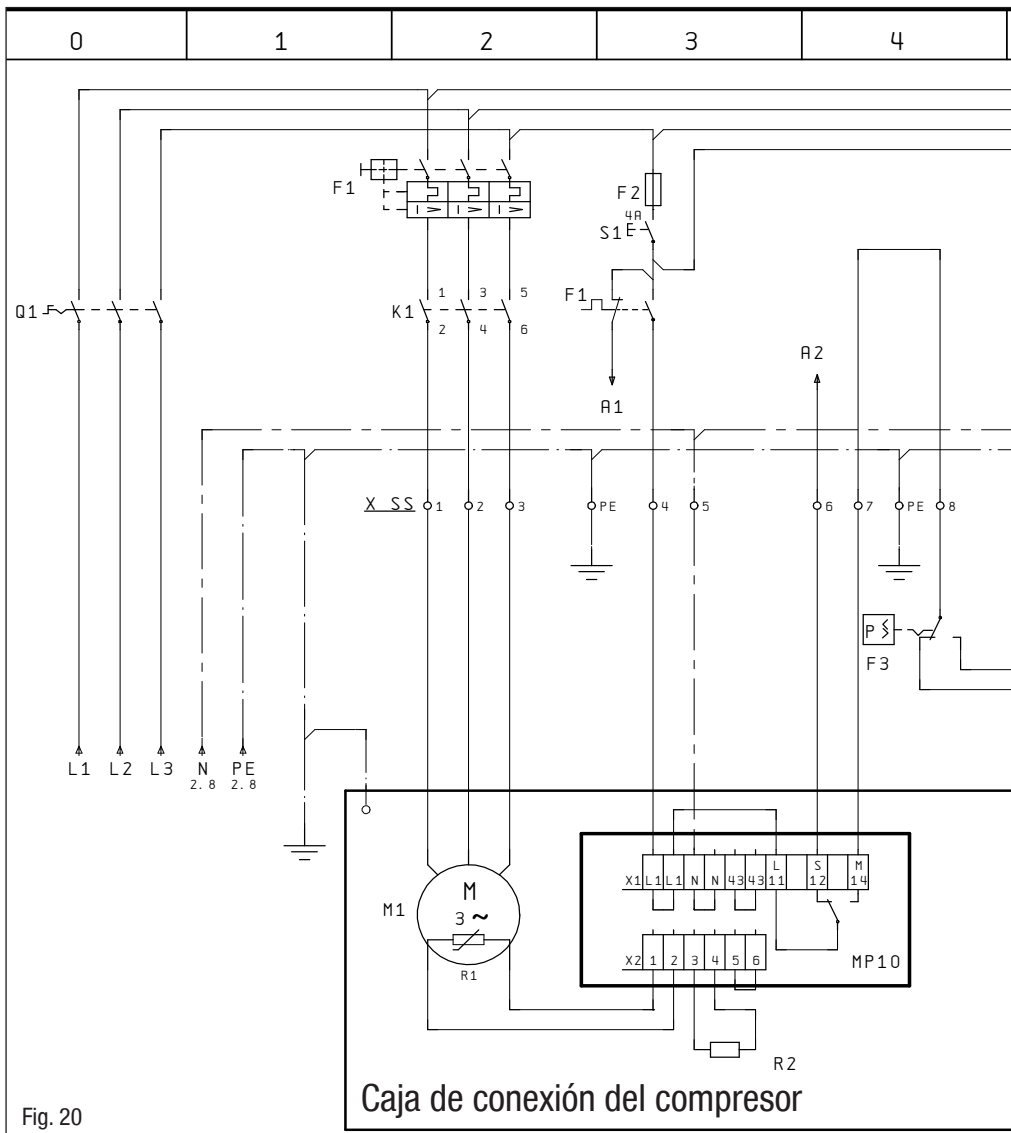 0 1 2 3 4
F1
F2
4A
S1
Q1
K1
1 3 5
2 4 6
F1
A1
A2
X SS 1 2 3 PE 4 5 6 7 PE 8
P
F3
L1 L2 L3 N PE
2.8 2.8
M1
M
3 ~
R1
X1 L1 L1 N N 43 43 L 11 S 12 M 14
X2 1 2 3 4 5 6
MP10
R2
Caja de conexión del compresor
Fig. 20